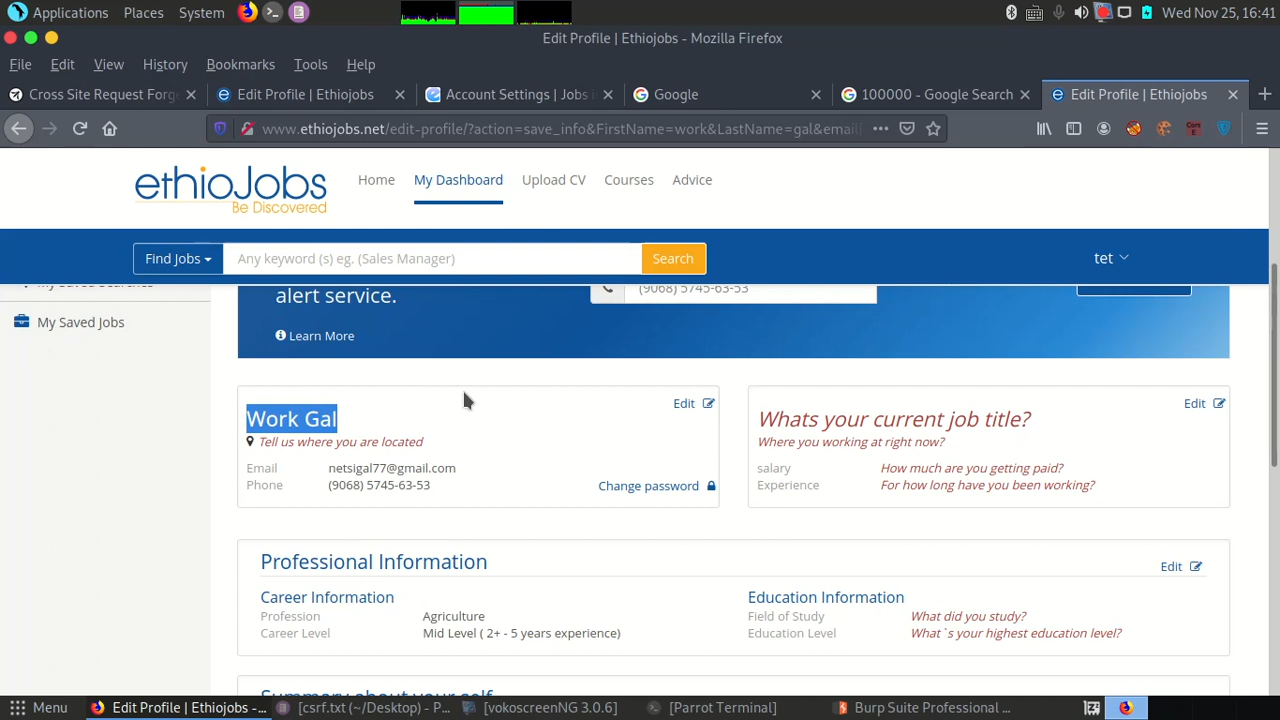 Applications Places System Wed Nov 25, 16:41
Edit Profile | Ethiojobs - Mozilla Firefox
File Edit View History Bookmarks Tools Help
Cross Site Request Forg Edit Profile | Ethiojobs Account Settings | Jobs i Google 100000 - Google Search Edit Profile | Ethiojobs
www.ethiojobs.net/edit-profile/?action=save_info&FirstName=work&LastName=gal&email
ethioJobs
Be Discovered
Home My Dashboard Upload CV Courses Advice
Find Jobs Any keyword (s) eg. (Sales Manager) Search tet
My Saved Searches
alert service. (9068) 5745-63-53
My Saved Jobs
Learn More
Edit Edit
Work Gal Whats your current job title?
Tell us where you are located Where you working at right now?
Email netsigal77@gmail.com salary How much are you getting paid?
Phone (9068) 5745-63-53 Change password Experience For how long have you been working?
Professional Information Edit
Career Information Education Information
Profession Agriculture Field of Study What did you study?
Career Level Mid Level ( 2+ - 5 years experience) Education Level What`s your highest education level?
Summary about your self
Menu Edit Profile | Ethiojobs -... [csrf.txt (~/Desktop) - P... [vokoscreenNG 3.0.6] [Parrot Terminal] Burp Suite Professional ...